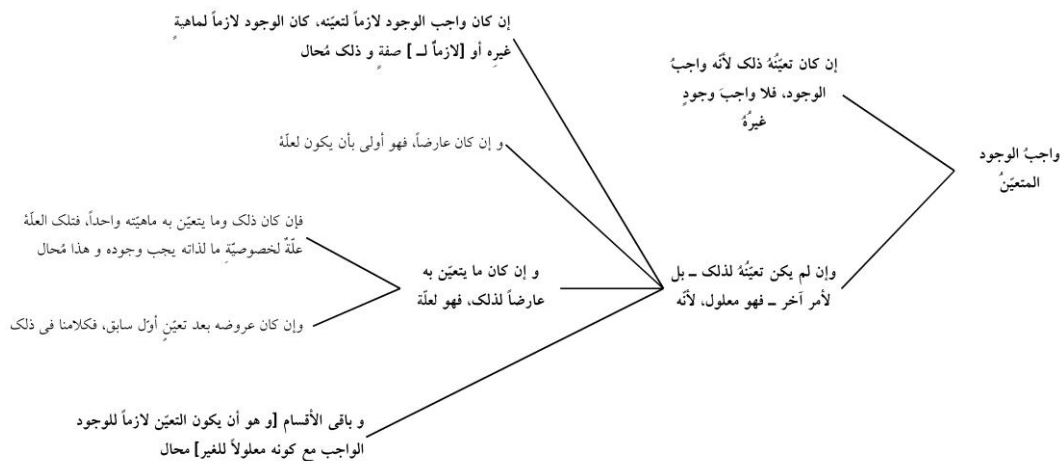 واجبُ الوجود
المتعیّنُ
إن کان تعیّنُهُ ذلک لأنّه واجبُ
الوجود، فلا واجبَ وجودٍ
غیرُهُ
وإن لم یکن تعیّنُهُ لذلک ــ بل
لأمر آخر ــ فهو معلول، لأنّه
إن کان واجب الوجود لازماً لتعیّنه، کان الوجود لازماً لماهیةِ
غیرِه أو [لازماً لــ ] صفةٍ و ذلک مُحال
و إن کان عارضاً، فهو أولی بأن یکون لعلّهٔ
و إن کان ما یتعیّن به
عارضاً لذلک، فهو لعلّة
فإن کان ذلک وما یتعیّن به ماهیّته واحداً، فتلک العلّهٔ
علّهٌ لخصوصیّةِ ما لذاته یجب وجوده و هذا مُحال
وإن کان عروضه بعد تعیّنٍ أوّل سابق، فکلامنا فی ذلک
و باقی الأقسام [و هو أن یکون التعیّن لازماً للوجود
الواجب مع کونه معلولاً للغیر] محال